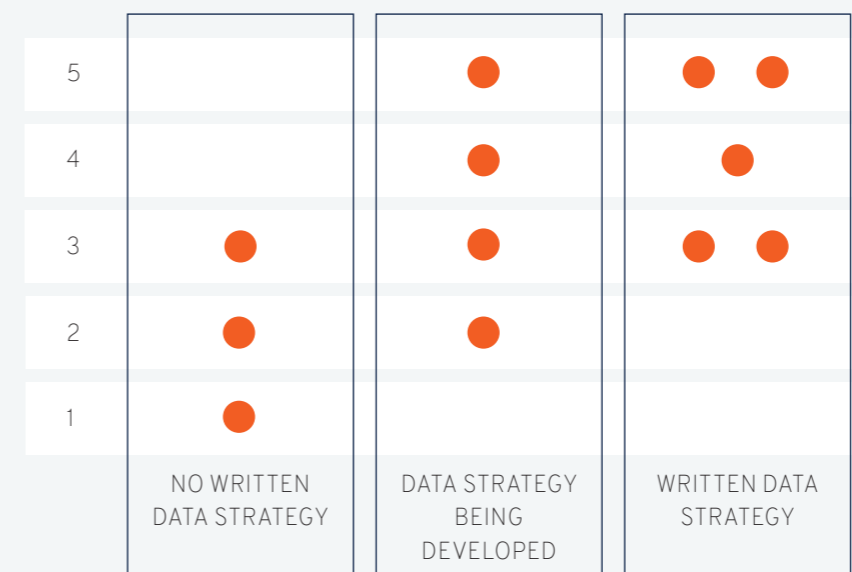 5
4
3
2
1
NO WRITTEN
DATA STRATEGY
DATA STRATEGY
BEING
DEVELOPED
WRITTEN DATA
STRATEGY